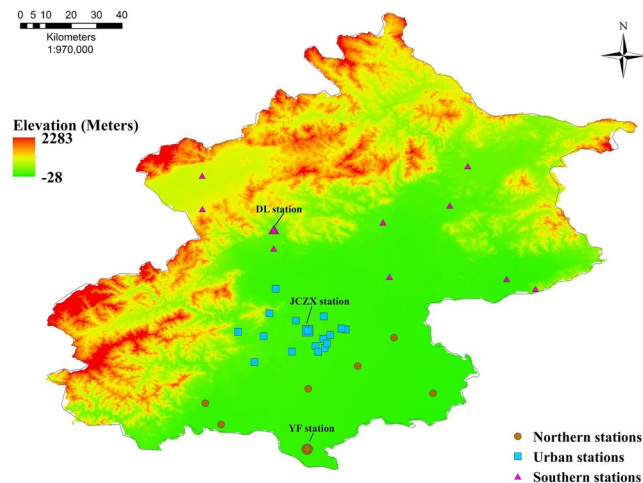 0 5 10 20 30 40
Kilometers
1:970,000
N
Elevation (Meters)
2283
-28
DL station
JCZX station
YF station
Northern stations
Urban stations
Southern stations